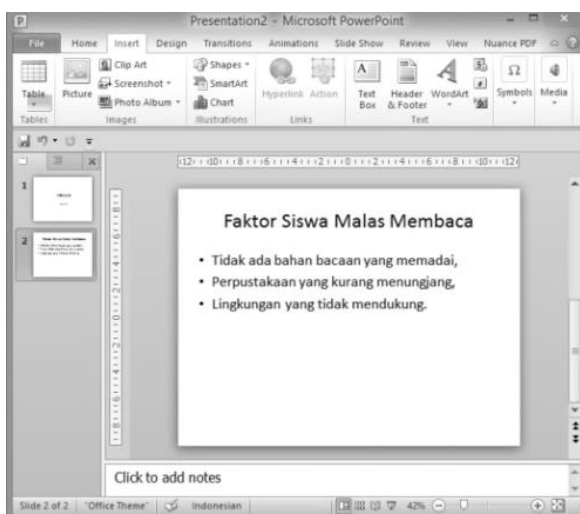 Presentation2 - Microsoft PowerPoint
File Home Insert Design Transitions Animations Slide Show Review View Nuance PDF
Table
Tables
Picture
Clip Art
Screenshot
Photo Album
Images
Shapes
SmartArt
Chart
Illustrations
Hyperlink Action
Links
Text Box
Header & Footer
WordArt
Text
Symbols
Media
1
2
Faktor Siswa Malas Membaca
• Tidak ada bahan bacaan yang memadai,
• Perpustakaan yang kurang menungjang,
• Lingkungan yang tidak mendukung.
Click to add notes
Slide 2 of 2 "Office Theme" Indonesian 42%